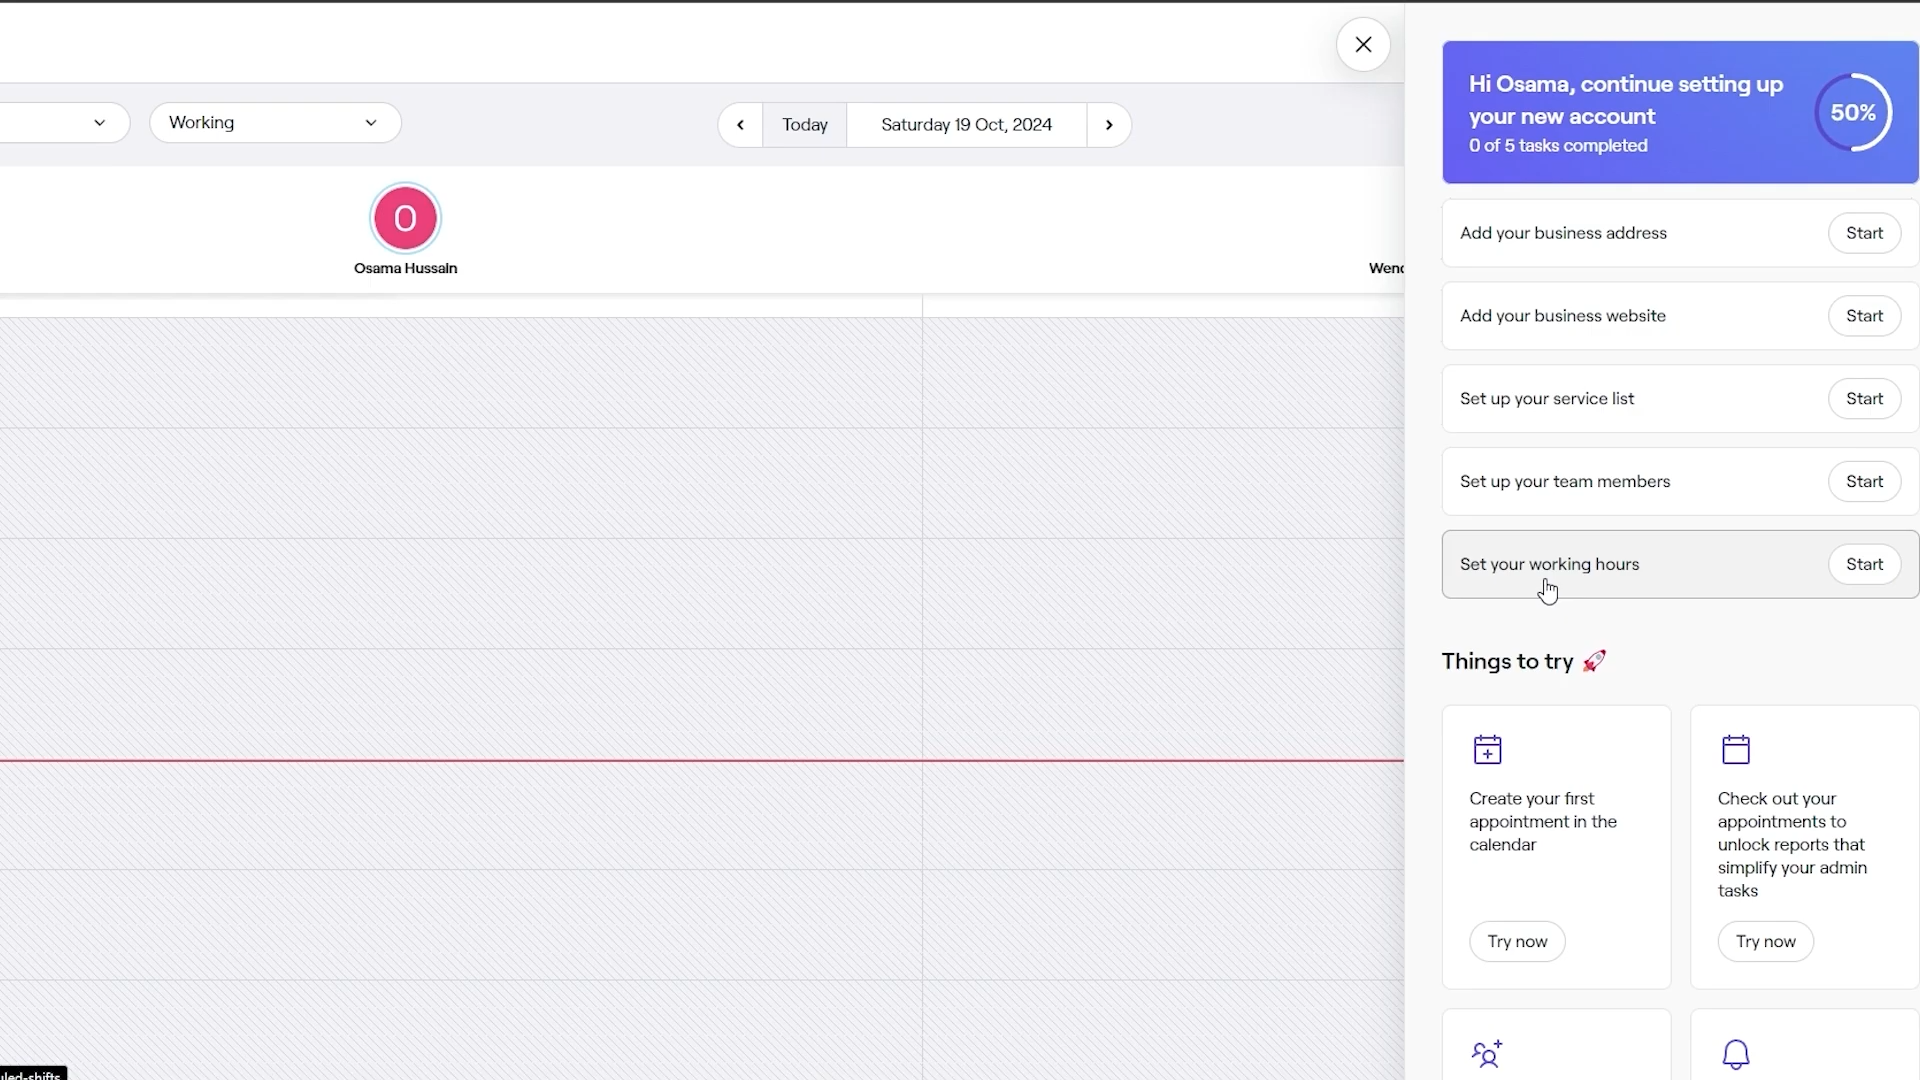 Working
Today
Saturday 19 Oct, 2024
O
Osama Hussain
Hi Osama, continue setting up
your new account
0 of 5 tasks completed
50%
Add your business address
Start
Add your business website
Start
Set up your service list
Start
Set up your team members
Start
Set your working hours
Start
Things to try
Create your first
appointment in the
calendar
Try now
Check out your
appointments to
unlock reports that
simplify your admin
tasks
Try now